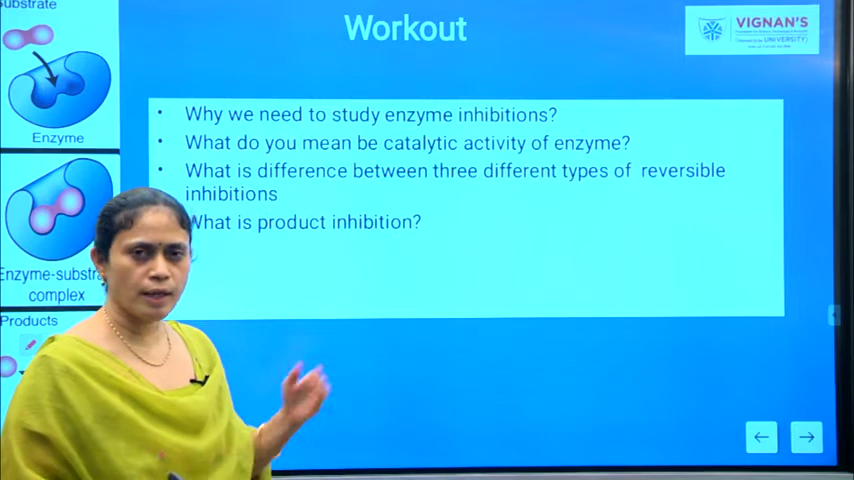 Substrate
Workout
VIGNAN'S
UNIVERSITY)
Enzyme
• Why we need to study enzyme inhibitions?
• What do you mean be catalytic activity of enzyme?
• What is difference between three different types of reversible
inhibitions
What is product inhibition?
Enzyme-substra
complex
Products